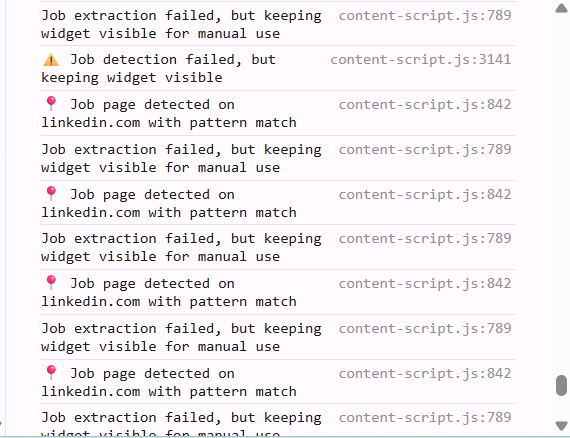 Job extraction failed, but keeping content-script.js:789
widget visible for manual use
⚠️ Job detection failed, but content-script.js:3141
keeping widget visible
📍 Job page detected on content-script.js:842
linkedin.com with pattern match
Job extraction failed, but keeping content-script.js:789
widget visible for manual use
📍 Job page detected on content-script.js:842
linkedin.com with pattern match
Job extraction failed, but keeping content-script.js:789
widget visible for manual use
📍 Job page detected on content-script.js:842
linkedin.com with pattern match
Job extraction failed, but keeping content-script.js:789
widget visible for manual use
📍 Job page detected on content-script.js:842
linkedin.com with pattern match
Job extraction failed, but keeping content-script.js:789
widget visible for manual use